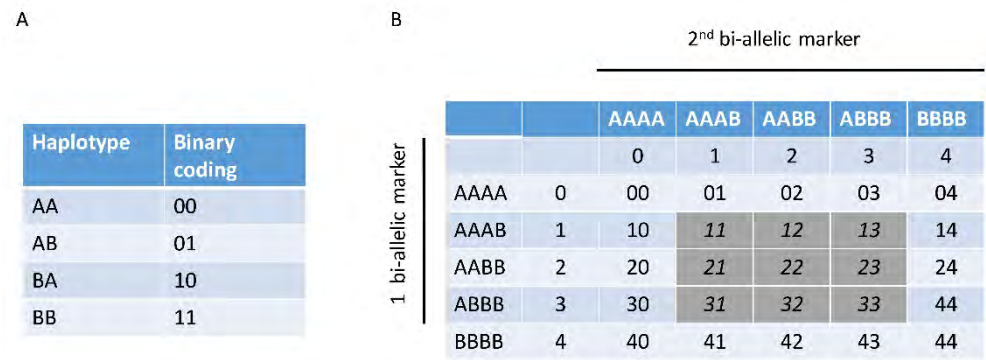 A
Haplotype Binary coding
AA 00
AB 01
BA 10
BB 11
B
2nd bi-allelic marker
1 bi-allelic marker
AAAA AAAB AABB ABBB BBBB
0 1 2 3 4
AAAA 0 00 01 02 03 04
AAAB 1 10 11 12 13 14
AABB 2 20 21 22 23 24
ABBB 3 30 31 32 33 44
BBBB 4 40 41 42 43 44